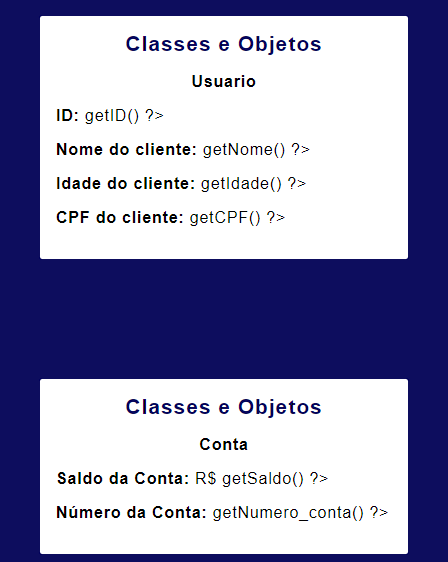 Classes e Objetos
Usuario
ID: getID() ?>
Nome do cliente: getNome() ?>
Idade do cliente: getIdade() ?>
CPF do cliente: getCPF() ?>
Classes e Objetos
Conta
Saldo da Conta: R$ getSaldo() ?>
Número da Conta: getNumero_conta() ?>